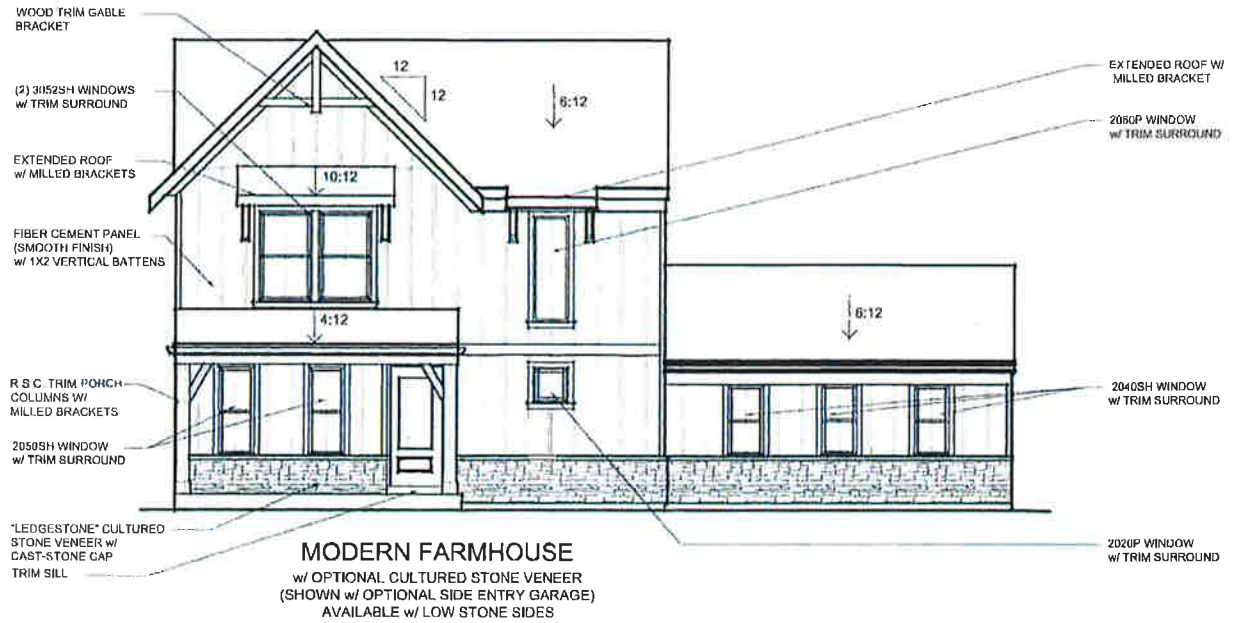 WOOD TRIM GABLE
BRACKET
(2) 3052SH WINDOWS
w/ TRIM SURROUND
EXTENDED ROOF
w/ MILLED BRACKETS
FIBER CEMENT PANEL
(SMOOTH FINISH)
w/ 1X2 VERTICAL BATTENS
R.S.C. TRIM PORCH
COLUMNS W/
MILLED BRACKETS
2050SH WINDOW
w/ TRIM SURROUND
"LEDGESTONE" CULTURED
STONE VENEER w/
CAST-STONE CAP
TRIM SILL
12
12
6:12
10:12
4:12
6:12
EXTENDED ROOF W/
MILLED BRACKET
2060P WINDOW
w/ TRIM SURROUND
2040SH WINDOW
w/ TRIM SURROUND
2020P WINDOW
w/ TRIM SURROUND
MODERN FARMHOUSE
w/ OPTIONAL CULTURED STONE VENEER
(SHOWN w/ OPTIONAL SIDE ENTRY GARAGE)
AVAILABLE w/ LOW STONE SIDES